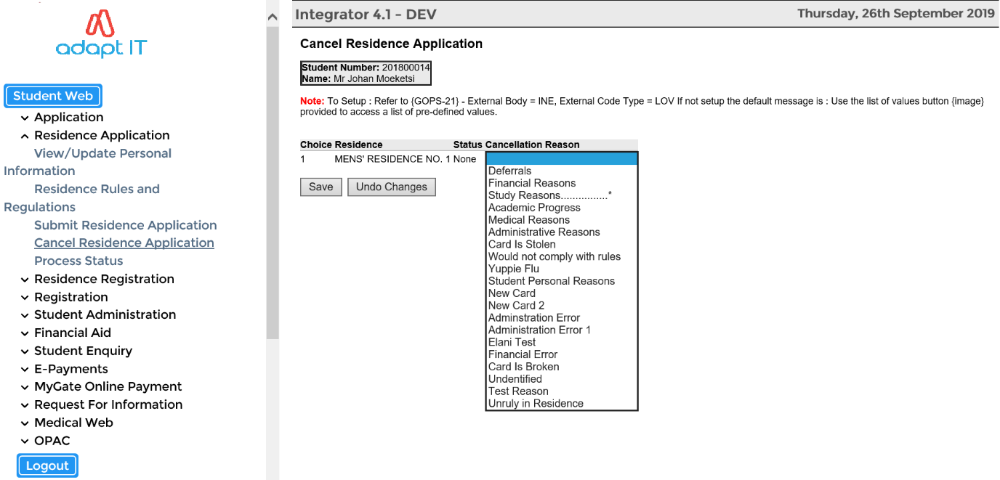 adapt IT
Student Web
Application
Residence Application
View/Update Personal
Information
Residence Rules and
Regulations
Submit Residence Application
Cancel Residence Application
Process Status
Residence Registration
Registration
Student Administration
Financial Aid
Student Enquiry
E-Payments
MyGate Online Payment
Request For Information
Medical Web
OPAC
Logout
Integrator 4.1 - DEV Thursday, 26th September 2019
Cancel Residence Application
Student Number: 201800014
Name: Mr Johan Moeketsi
Note: To Setup : Refer to {GOPS-21} - External Body = INE, External Code Type = LOV If not setup the default message is : Use the list of values button {image}
provided to access a list of pre-defined values.
Choice Residence Status Cancellation Reason
1 MENS' RESIDENCE NO. 1 None
Save Undo Changes
Deferrals
Financial Reasons
Study Reasons................*
Academic Progress
Medical Reasons
Administrative Reasons
Card Is Stolen
Would not comply with rules
Yuppie Flu
Student Personal Reasons
New Card
New Card 2
Adminstration Error
Administration Error 1
Elani Test
Financial Error
Card Is Broken
Undentified
Test Reason
Unruly in Residence